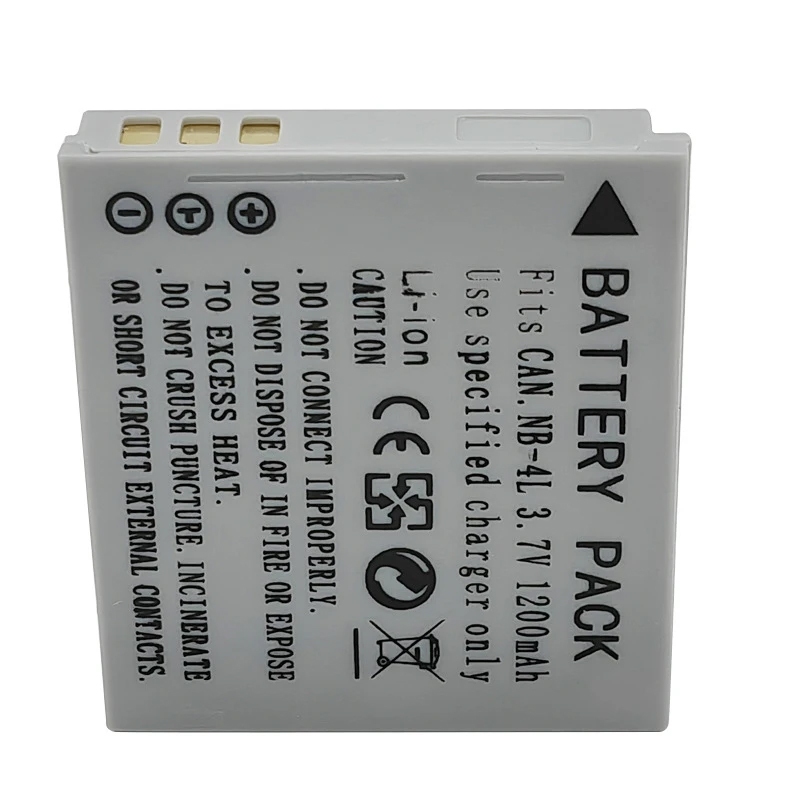 BATTERY PACK
Fits CAN. NB-4L 3.7V 1200mAh
Use specified charger only
Li-ion
CAUTION
CE
.DO NOT CONNECT IMPROPERLY.
.DO NOT DISPOSE OF IN FIRE OR EXPOSE
TO EXCESS HEAT.
.DO NOT CRUSH PUNCTURE. INCINERATE
OR SHORT CIRCUIT EXTERNAL CONTACTS.
- T +